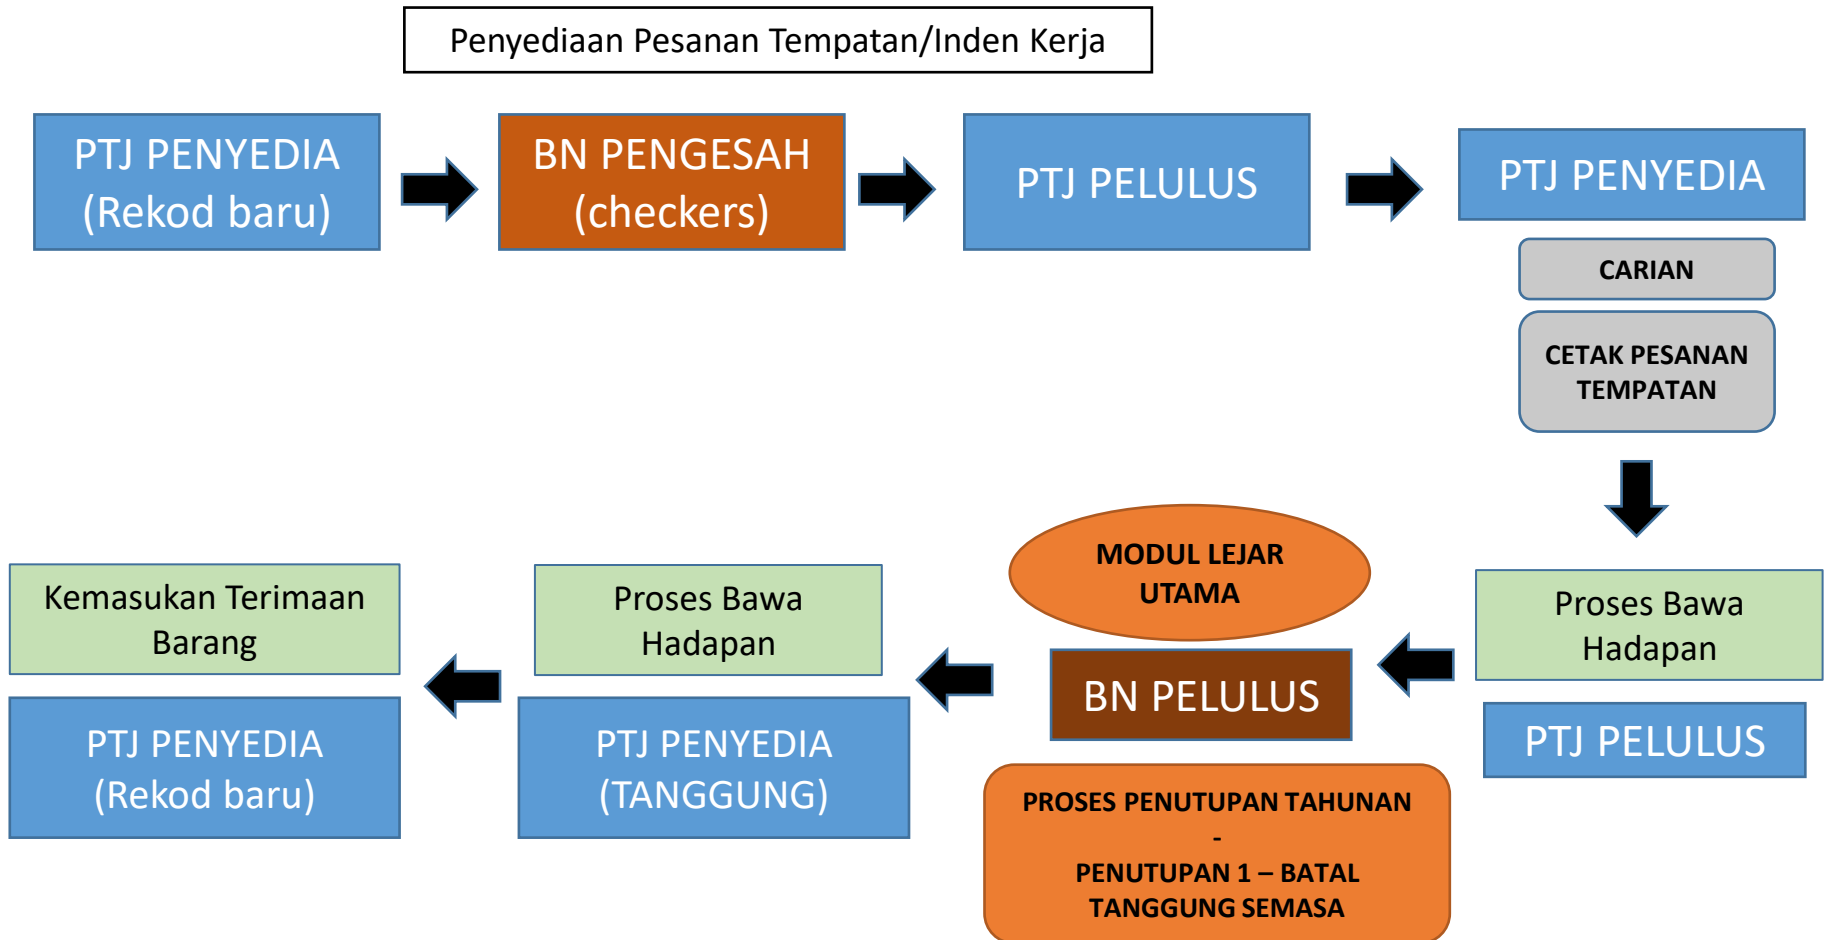 Penyediaan Pesanan Tempatan/Inden Kerja
PTJ PENYEDIA
(Rekod baru)
BN PENGESAH
(checkers)
PTJ PELULUS
PTJ PENYEDIA
CARIAN
CETAK PESANAN
TEMPATAN
Proses Bawa
Hadapan
PTJ PELULUS
MODUL LEJAR
UTAMA
BN PELULUS
PROSES PENUTUPAN TAHUNAN
-
PENUTUPAN 1 – BATAL
TANGGUNG SEMASA
Proses Bawa
Hadapan
PTJ PENYEDIA
(TANGGUNG)
Kemasukan Terimaan
Barang
PTJ PENYEDIA
(Rekod baru)